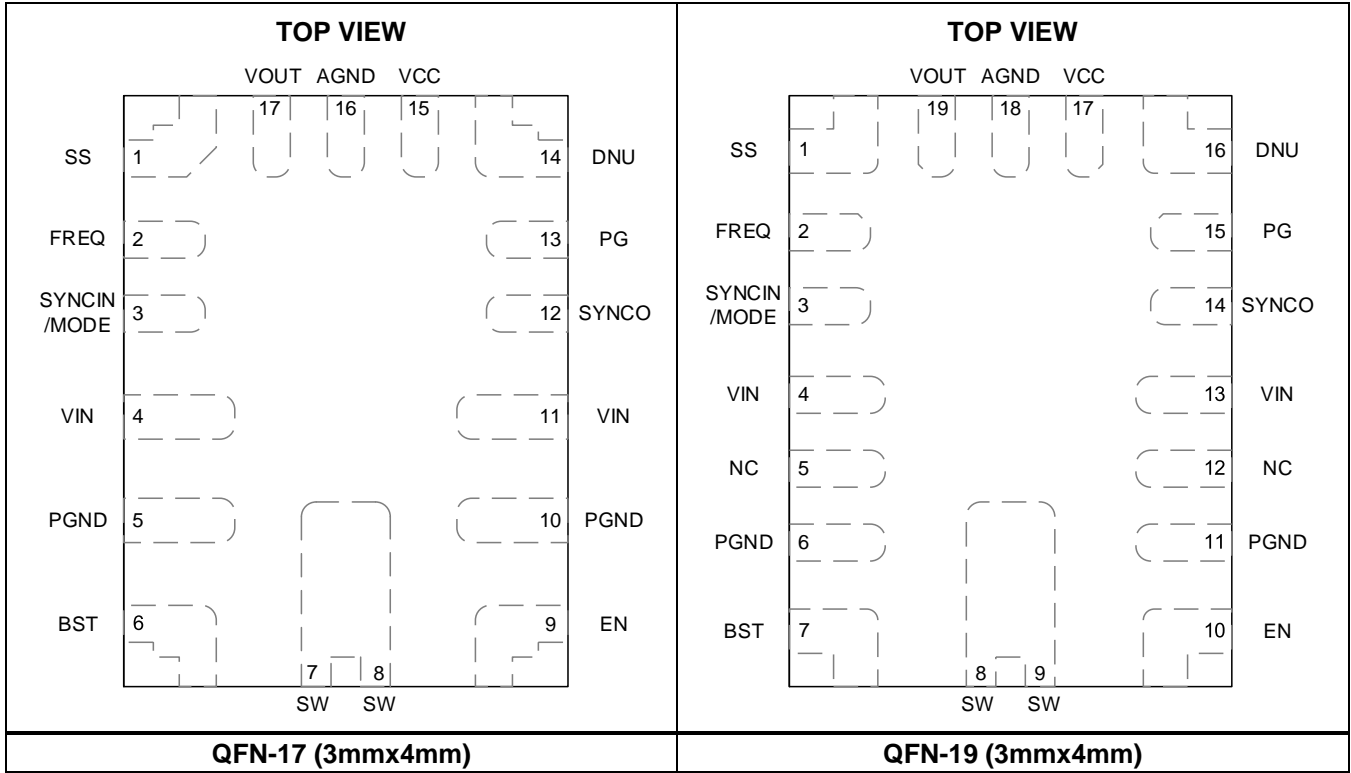 TOP VIEW
VOUT AGND VCC
17 16 15
SS 1 14 DNU
FREQ 2 13 PG
SYNCIN
/MODE 3 12 SYNCO
VIN 4 11 VIN
PGND 5 10 PGND
BST 6 9 EN
7 8
SW SW
QFN-17 (3mmx4mm)
TOP VIEW
VOUT AGND VCC
19 18 17
SS 1 16 DNU
FREQ 2 15 PG
SYNCIN
/MODE 3 14 SYNCO
VIN 4 13 VIN
NC 5 12 NC
PGND 6 11 PGND
BST 7 10 EN
8 9
SW SW
QFN-19 (3mmx4mm)